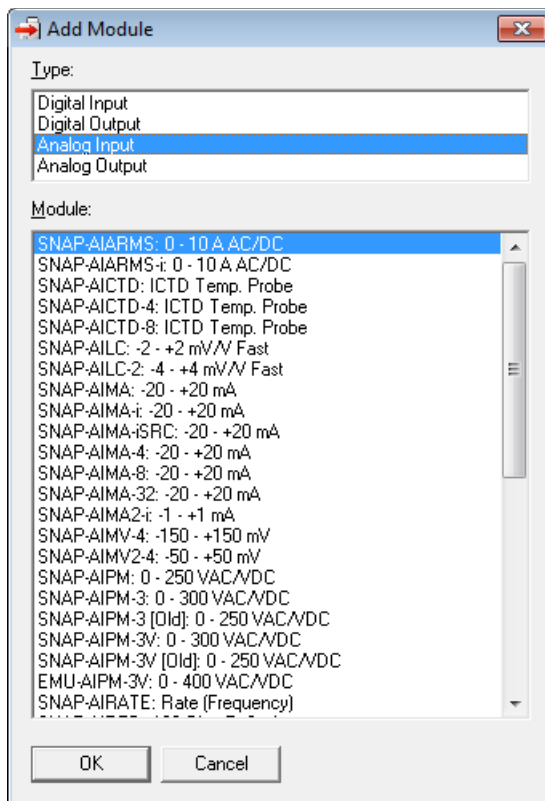 Add Module
Type:
Digital Input
Digital Output
Analog Input
Analog Output
Module:
SNAP-AIARMS: 0 - 10 A AC/DC
SNAP-AIARMS-i: 0 - 10 A AC/DC
SNAP-AICTD: ICTD Temp. Probe
SNAP-AICTD-4: ICTD Temp. Probe
SNAP-AICTD-8: ICTD Temp. Probe
SNAP-AILC: -2 - +2 mV/V Fast
SNAP-AILC-2: -4 - +4 mV/V Fast
SNAP-AIMA: -20 - +20 mA
SNAP-AIMA-i: -20 - +20 mA
SNAP-AIMA-iSRC: -20 - +20 mA
SNAP-AIMA-4: -20 - +20 mA
SNAP-AIMA-8: -20 - +20 mA
SNAP-AIMA-32: -20 - +20 mA
SNAP-AIMA2-i: -1 - +1 mA
SNAP-AIMV-4: -150 - +150 mV
SNAP-AIMV2-4: -50 - +50 mV
SNAP-AIPM: 0 - 250 VAC/VDC
SNAP-AIPM-3: 0 - 300 VAC/VDC
SNAP-AIPM-3 [Old]: 0 - 250 VAC/VDC
SNAP-AIPM-3V: 0 - 300 VAC/VDC
SNAP-AIPM-3V [Old]: 0 - 250 VAC/VDC
EMU-AIPM-3V: 0 - 400 VAC/VDC
SNAP-AIRATE: Rate (Frequency)
OK
Cancel